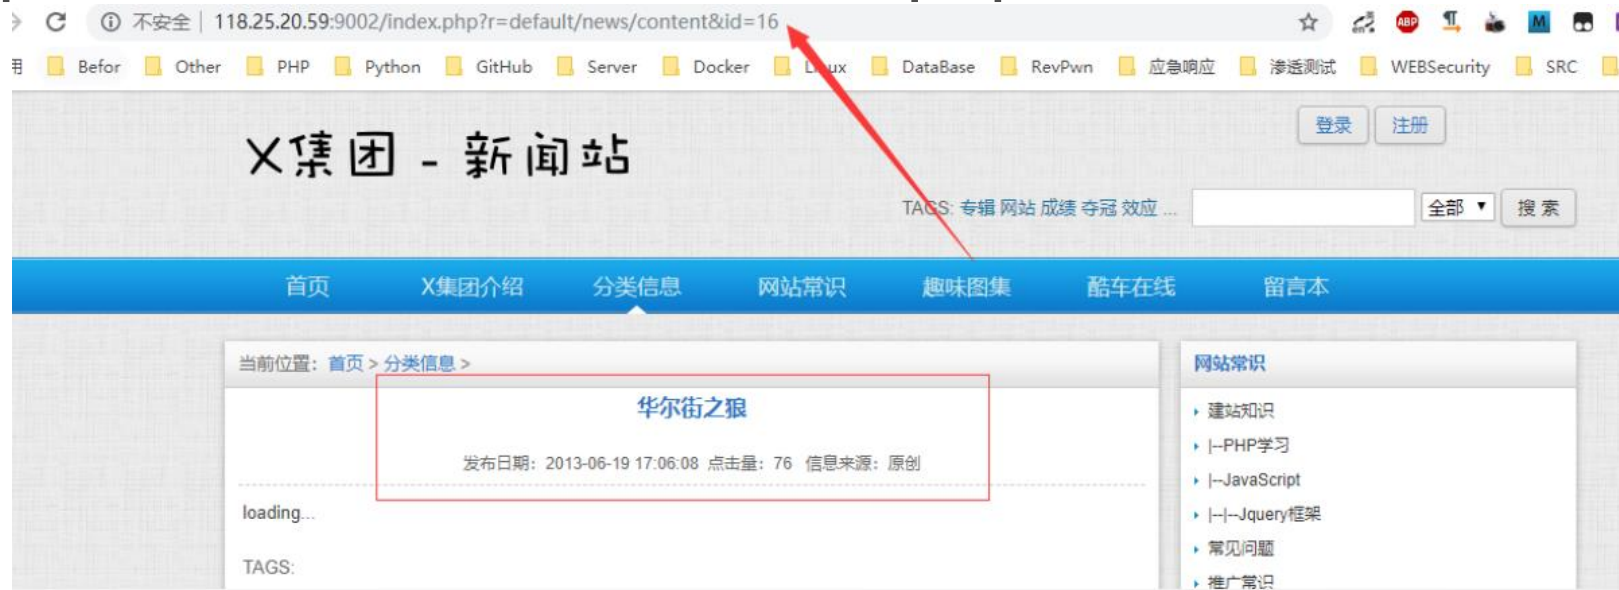 不安全 | 118.25.20.59:9002/index.php?r=default/news/content&id=16
用 Befor Other PHP Python GitHub Server Docker Linux DataBase RevPwn 应急响应 渗透测试 WEBSecurity SRC
登录 注册
X集团 - 新闻站
TAGS: 专辑 网站 成绩 夺冠 效应 ... 全部 搜 索
首页 X集团介绍 分类信息 网站常识 趣味图集 酷车在线 留言本
当前位置：首页 > 分类信息 >
华尔街之狼
发布日期：2013-06-19 17:06:08 点击量：76 信息来源：原创
loading...
TAGS:
网站常识
建站知识
|--PHP学习
|--JavaScript
|--|--Jquery框架
常见问题
推广常识